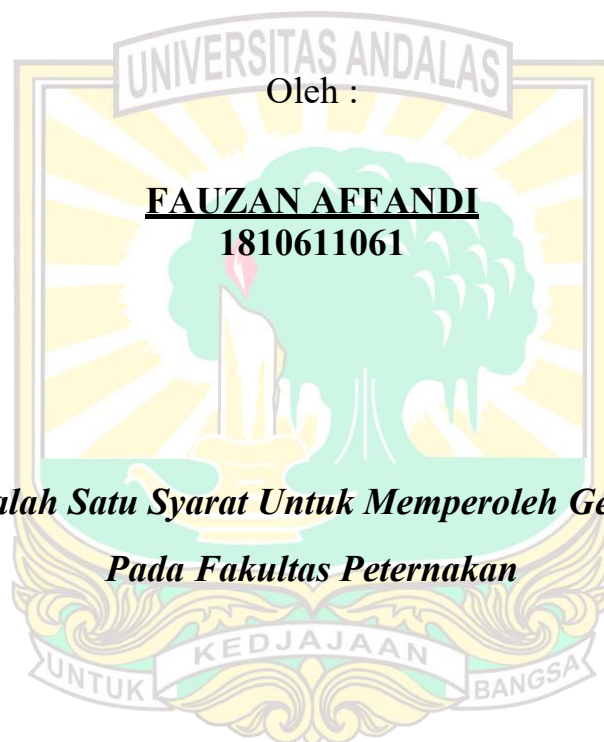 UNIVERSITAS ANDALAS
Oleh :
FAUZAN AFFANDI
1810611061
alah Satu Syarat Untuk Memperoleh Ge
Pada Fakultas Peternakan
UNTUK KEDJAJAAN BANGSA